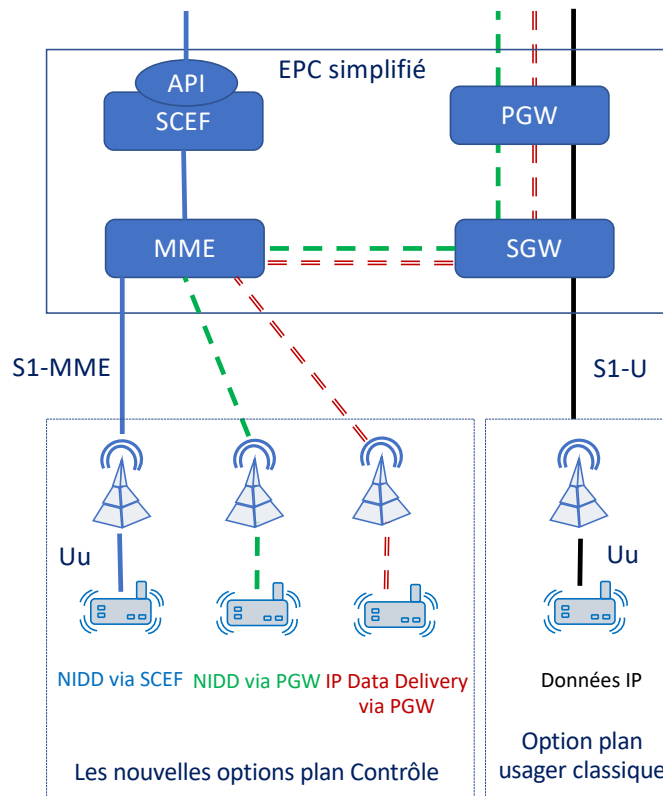 EPC simplifié
API
SCEF
PGW
MME
SGW
S1-MME
S1-U
Uu
Uu
NIDD via SCEF
NIDD via PGW
IP Data Delivery
via PGW
Données IP
Les nouvelles options plan Contrôle
Option plan
usager classique